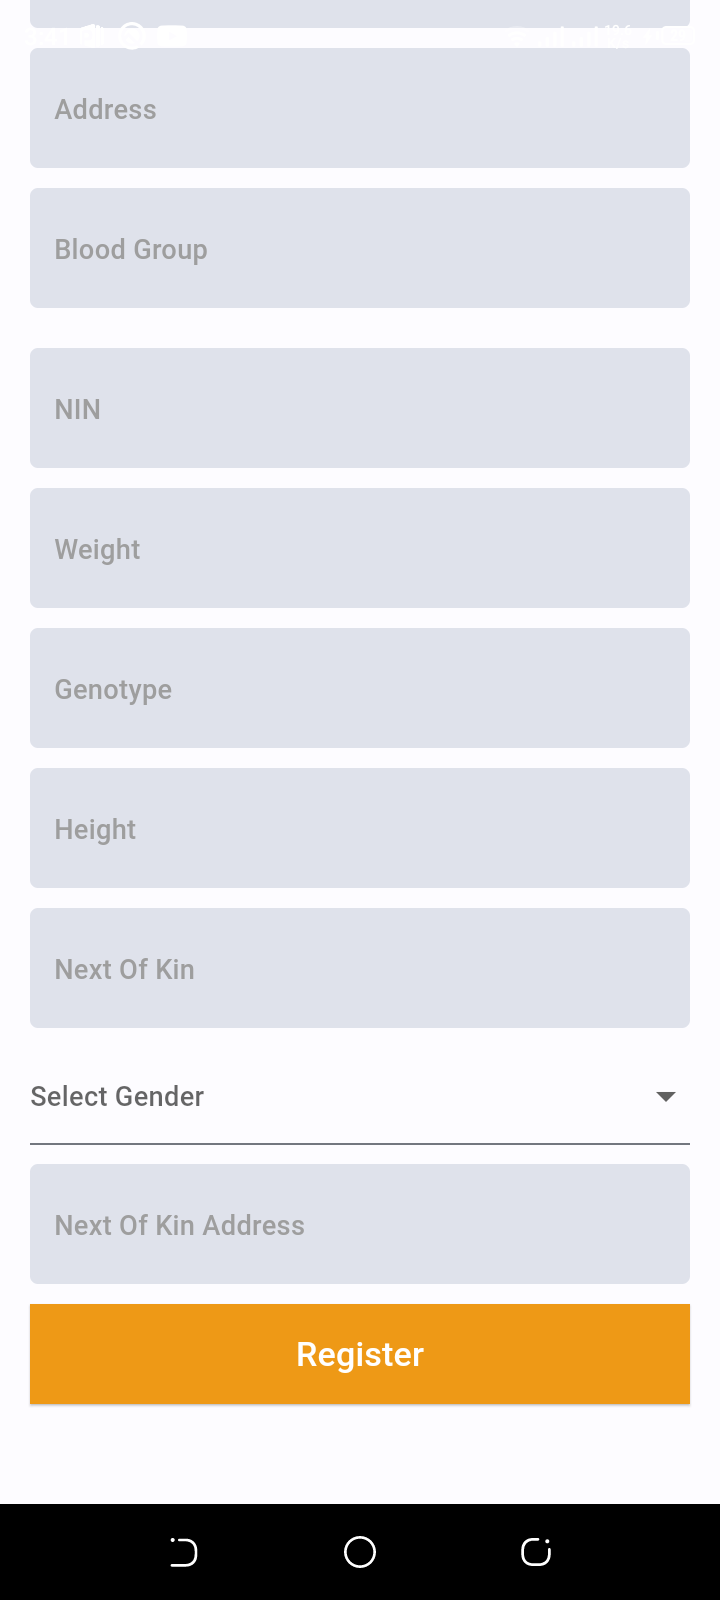 Address
Blood Group
NIN
Weight
Genotype
Height
Next Of Kin
Select Gender
Next Of Kin Address
Register